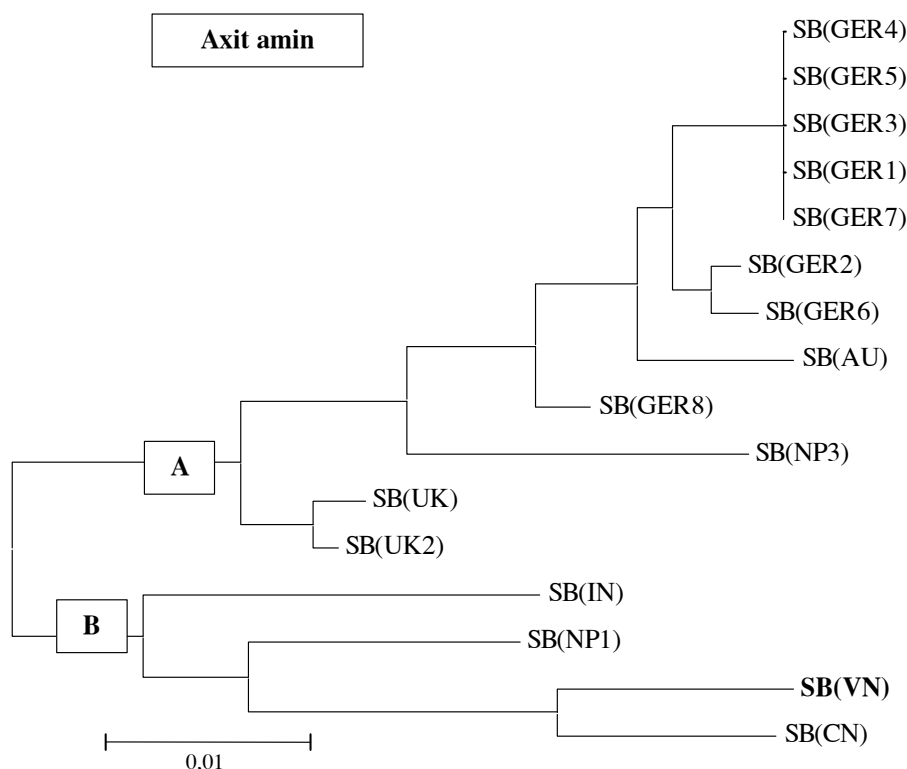 Axit amin
SB(GER4)
SB(GER5)
SB(GER3)
SB(GER1)
SB(GER7)
SB(GER2)
SB(GER6)
SB(AU)
SB(GER8)
SB(NP3)
A
SB(UK)
SB(UK2)
SB(IN)
B
SB(NP1)
SB(VN)
SB(CN)
0,01